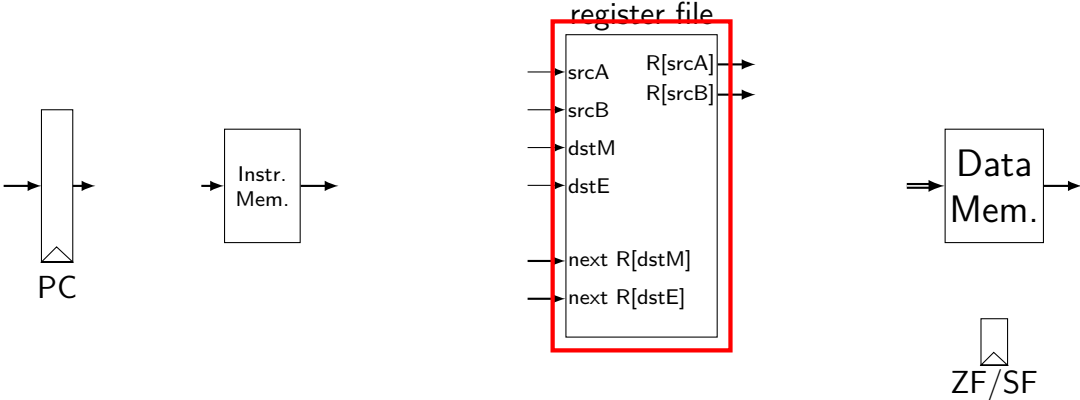 register file
srcA
R[srcA]
srcB
R[srcB]
dstM
dstE
next R[dstM]
next R[dstE]
PC
Instr.
Mem.
Data
Mem.
ZF/SF